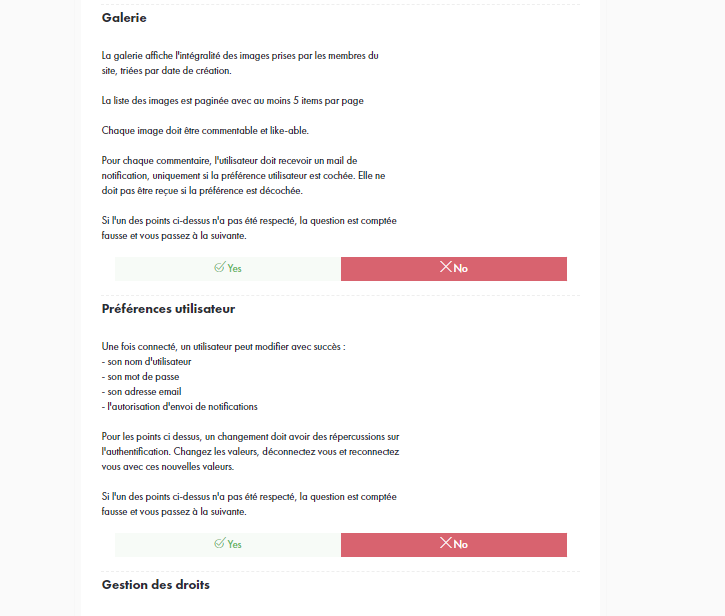 Galerie
La galerie affiche l'intégralité des images prises par les membres du
site, triées par date de création.
La liste des images est paginée avec au moins 5 items par page
Chaque image doit être commentable et like-able.
Pour chaque commentaire, l'utilisateur doit recevoir un mail de
notification, uniquement si la préférence utilisateur est cochée. Elle ne
doit pas être reçue si la préférence est décochée.
Si l'un des points ci-dessus n'a pas été respecté, la question est comptée
fausse et vous passez à la suivante.
Yes
No
Préférences utilisateur
Une fois connecté, un utilisateur peut modifier avec succès :
- son nom d'utilisateur
- son mot de passe
- son adresse email
- l'autorisation d'envoi de notifications
Pour les points ci dessus, un changement doit avoir des répercussions sur
l'authentification. Changez les valeurs, déconnectez vous et reconnectez
vous avec ces nouvelles valeurs.
Si l'un des points ci-dessus n'a pas été respecté, la question est comptée
fausse et vous passez à la suivante.
Yes
No
Gestion des droits